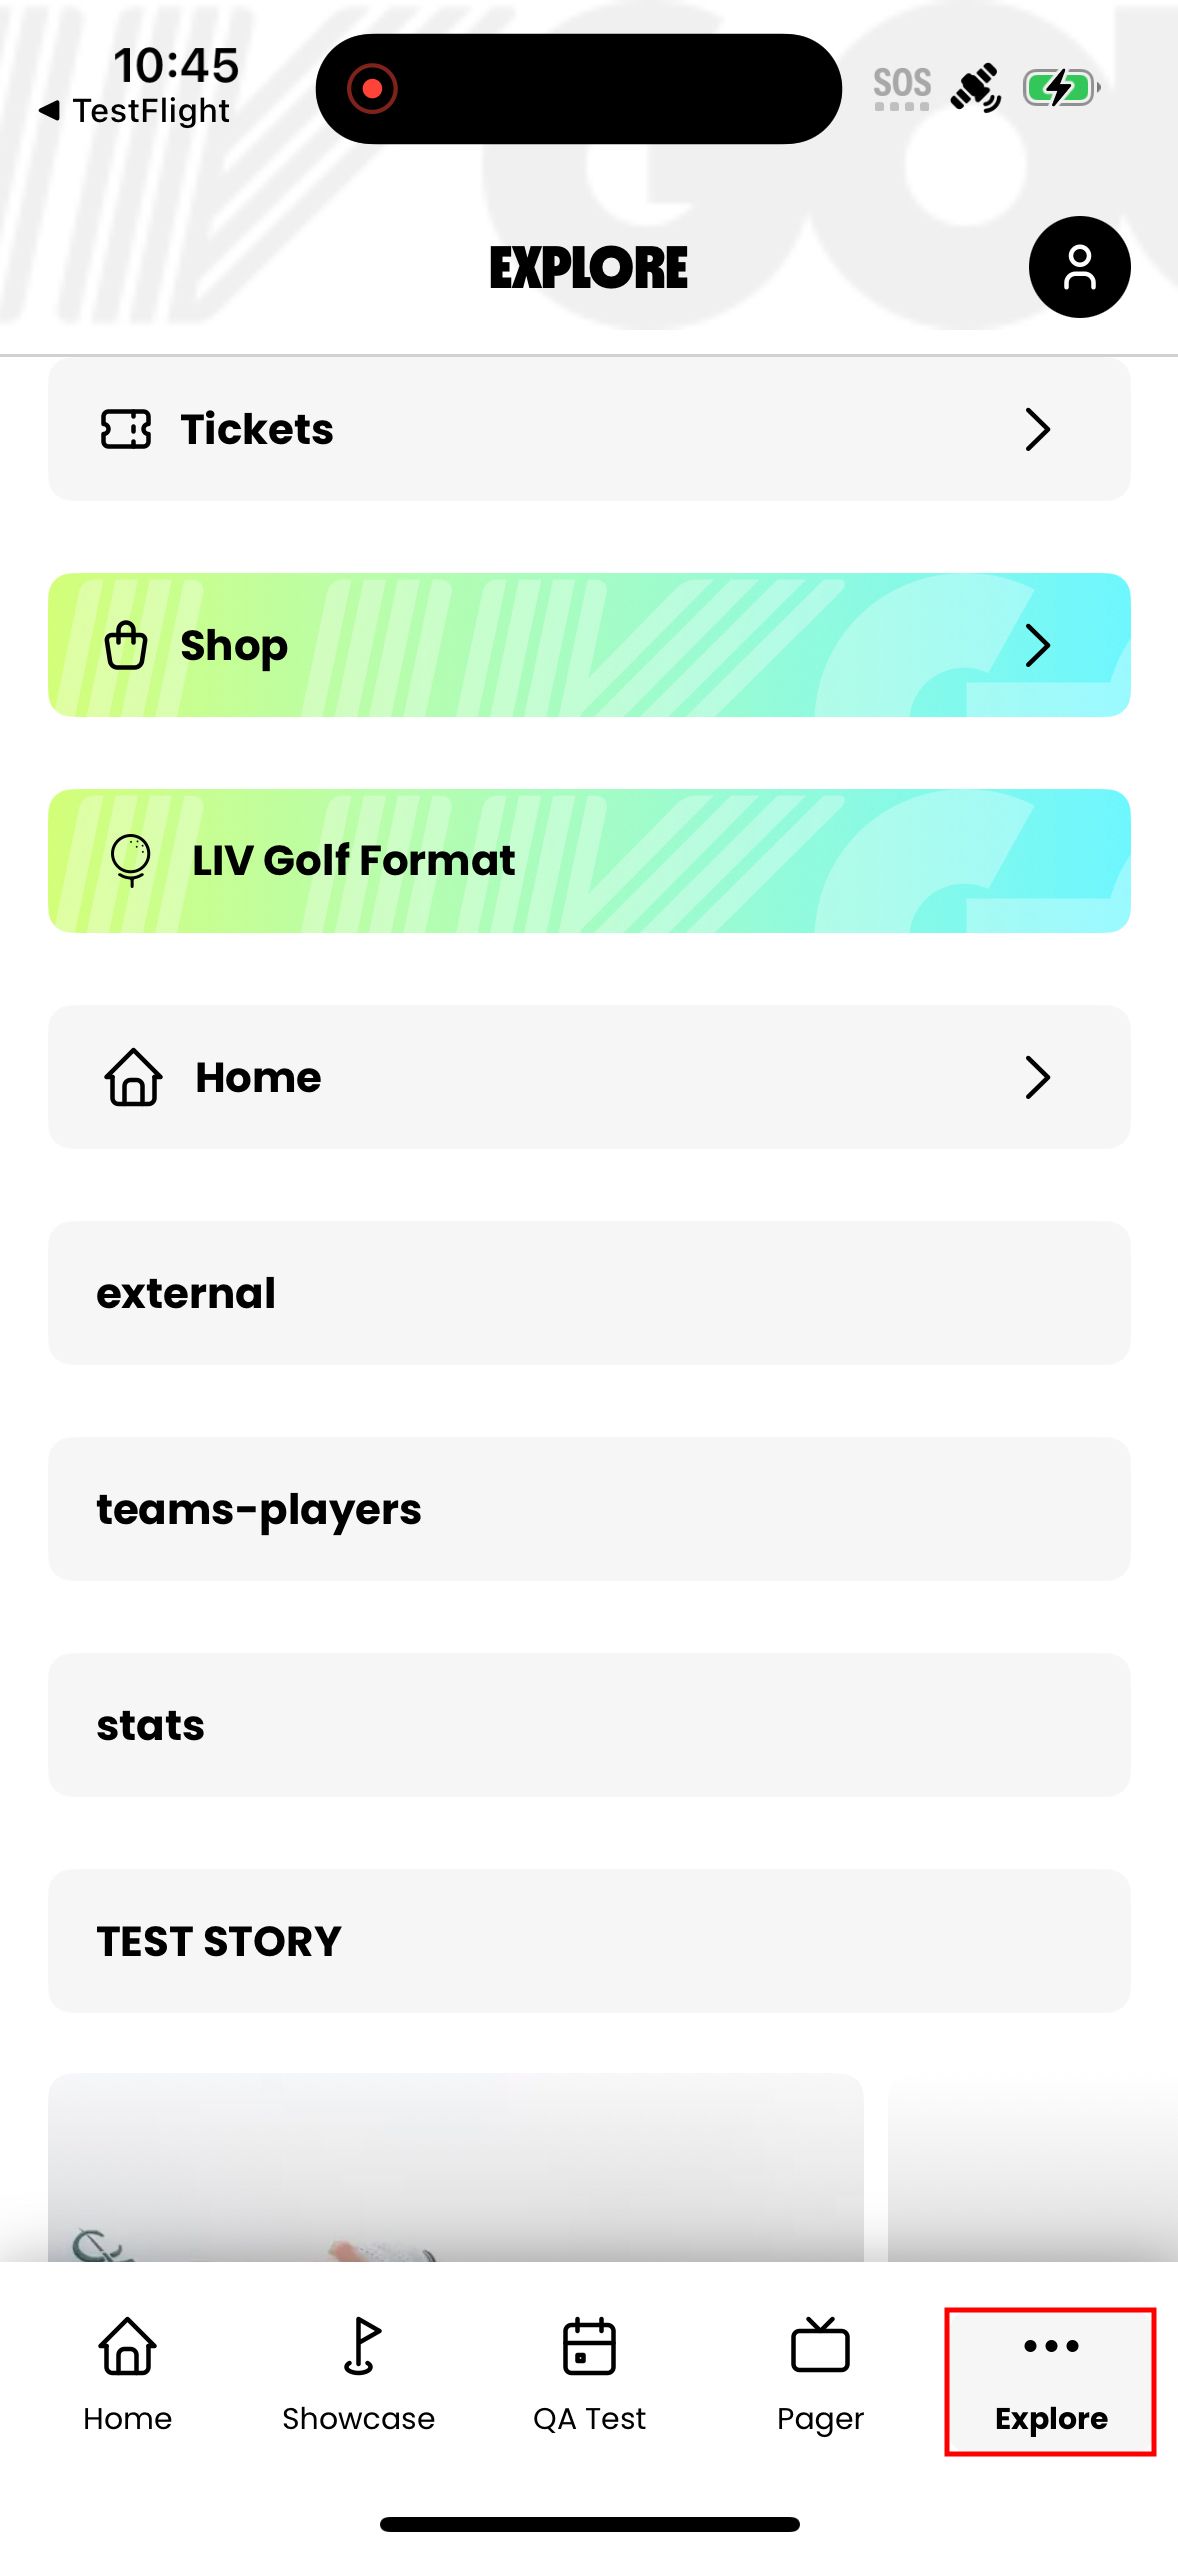 10:45
SOS
◀ TestFlight
EXPLORE
Tickets
Shop
LIV Golf Format
Home
external
teams-players
stats
TEST STORY
Home
Showcase
QA Test
Pager
Explore